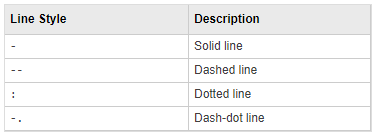 Line Style Description
- Solid line
-- Dashed line
: Dotted line
-. Dash-dot line